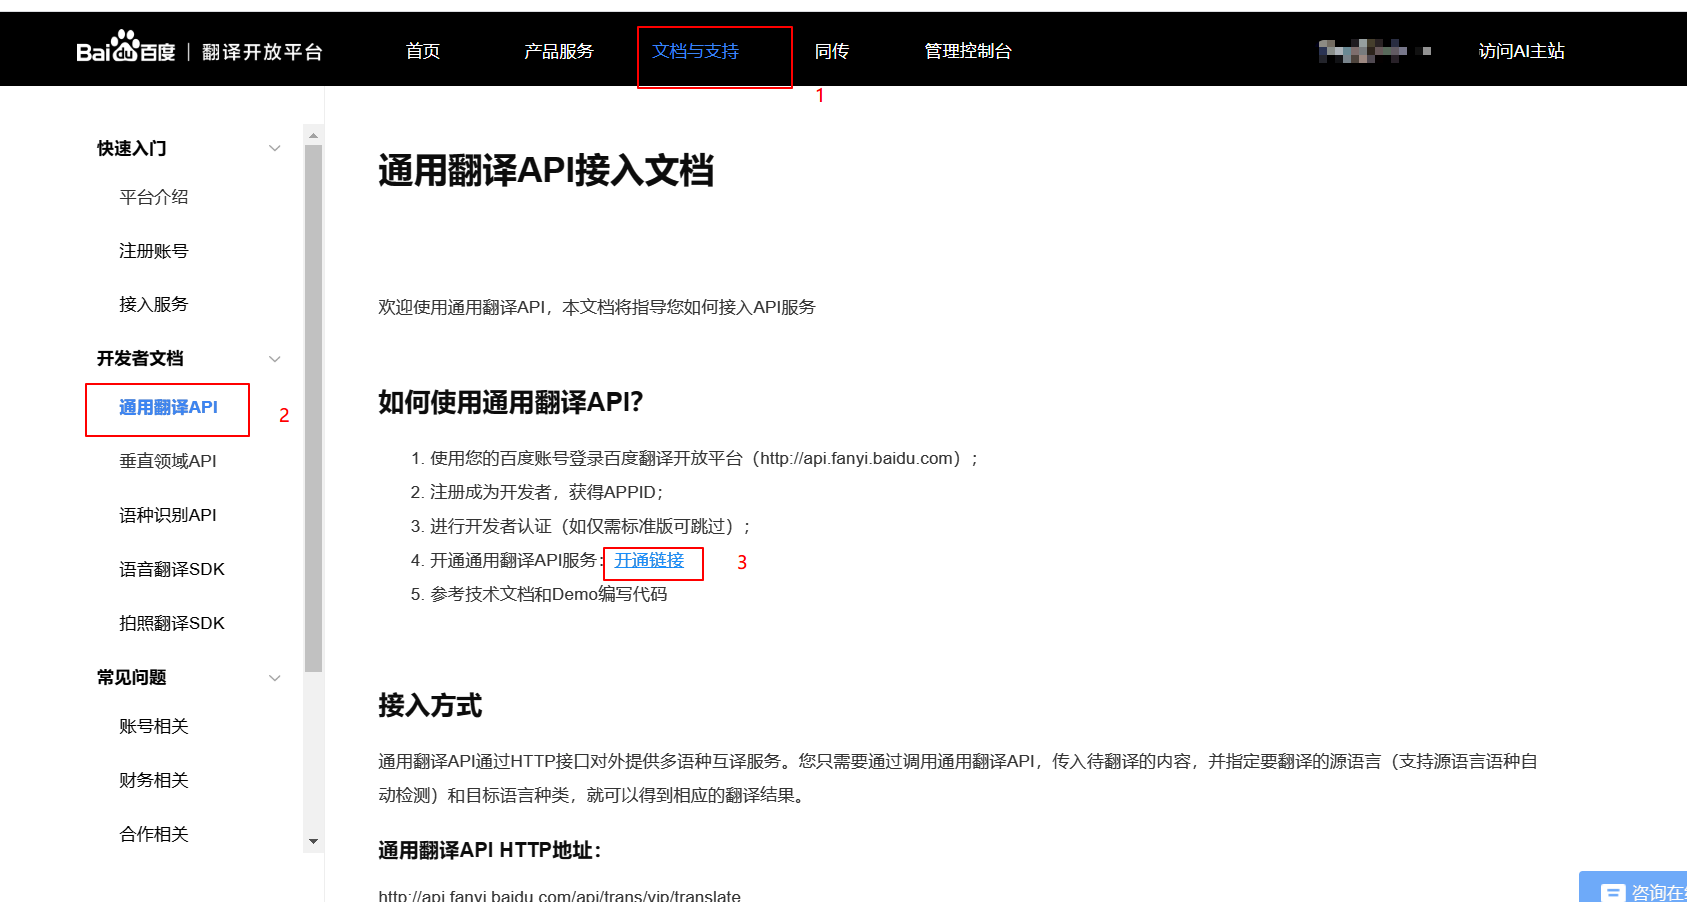 Bai du 百度 | 翻译开放平台
首页
产品服务
文档与支持
同传
管理控制台
访问AI主站
1
快速入门
平台介绍
注册账号
接入服务
开发者文档
通用翻译API
2
垂直领域API
语种识别API
语音翻译SDK
拍照翻译SDK
常见问题
账号相关
财务相关
合作相关
通用翻译API接入文档
欢迎使用通用翻译API，本文档将指导您如何接入API服务
如何使用通用翻译API？
1. 使用您的百度账号登录百度翻译开放平台（http://api.fanyi.baidu.com）；
2. 注册成为开发者，获得APPID；
3. 进行开发者认证（如仅需标准版可跳过）；
4. 开通通用翻译API服务：开通链接
3
5. 参考技术文档和Demo编写代码
接入方式
通用翻译API通过HTTP接口对外提供多语种互译服务。您只需要通过调用通用翻译API，传入待翻译的内容，并指定要翻译的源语言（支持源语言语种自
动检测）和目标语言种类，就可以得到相应的翻译结果。
通用翻译API HTTP地址：
http://api.fanyi.baidu.com/api/trans/vip/translate
咨询在